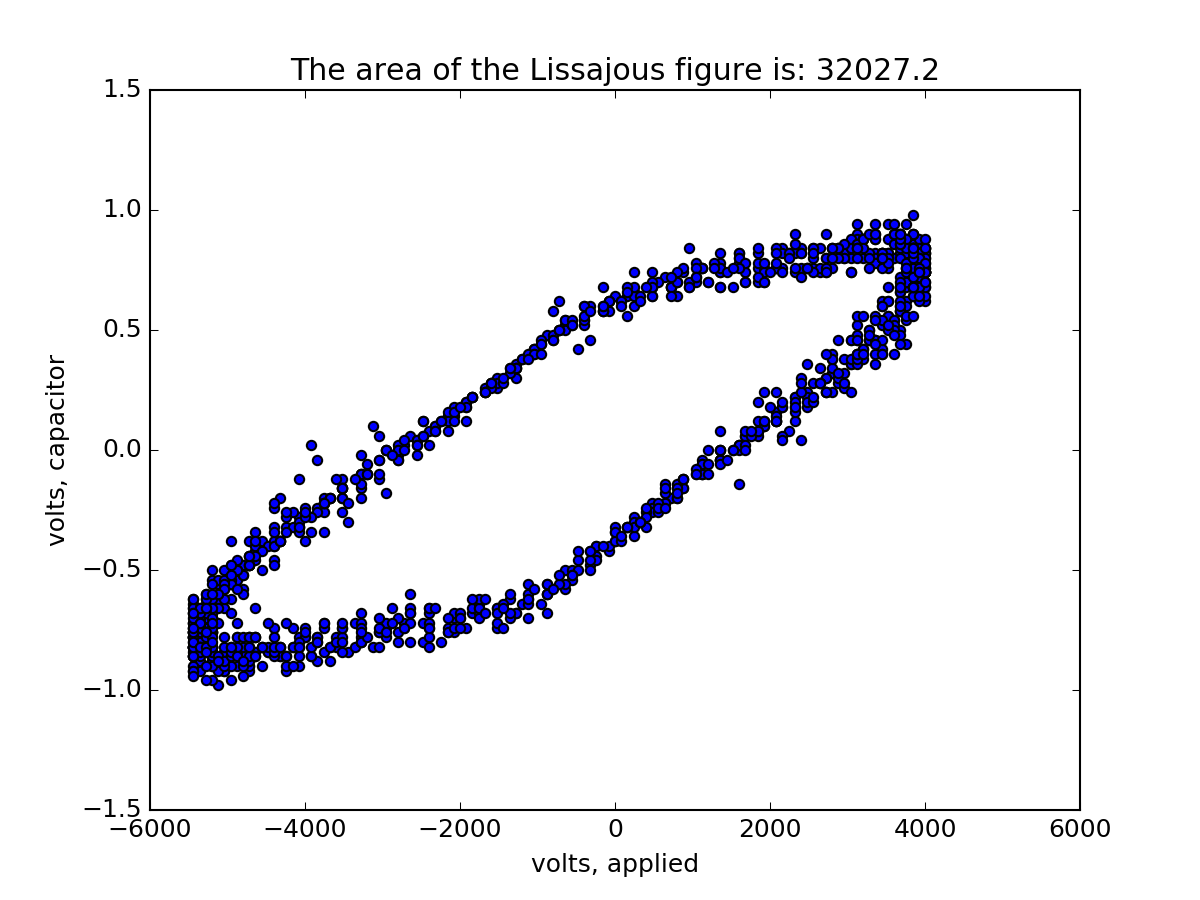 The area of the Lissajous figure is: 32027.2
1.5
1.0
0.5
0.0
−0.5
−1.0
−1.5
volts, capacitor
−6000 −4000 −2000 0 2000 4000 6000
volts, applied